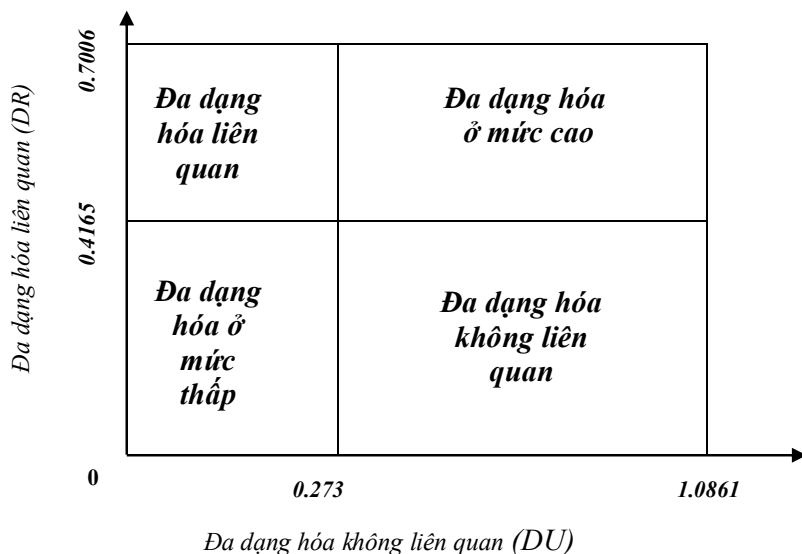 0.7006
Đa dạng hóa liên quan (DR)
Đa dạng
hóa liên
quan
Đa dạng hóa
ở mức cao
0.4165
Đa dạng
hóa ở
mức
thấp
Đa dạng hóa
không liên
quan
0
0.273
1.0861
Đa dạng hóa không liên quan (DU)